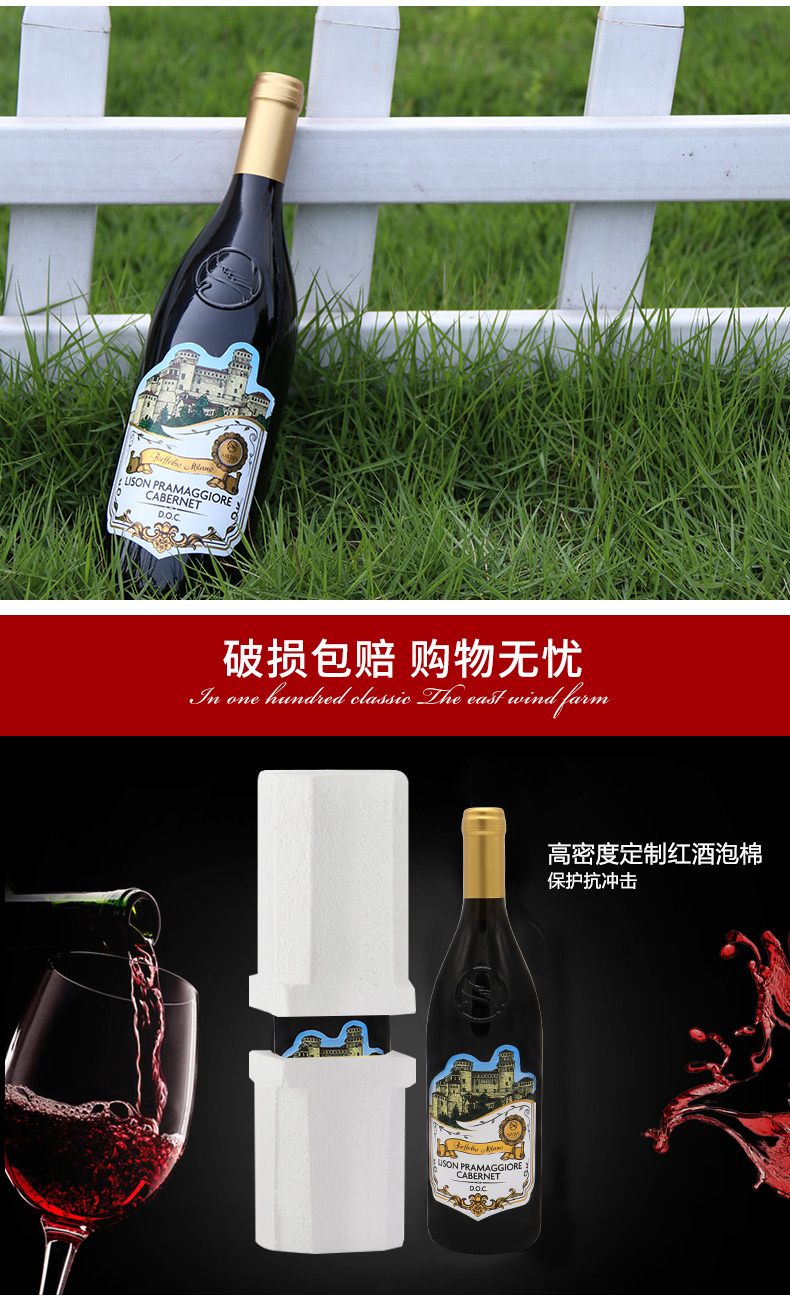 LISON PRAMAGGIORE
CABERNET
D.O.C.
破损包赔 购物无忧
In one hundred classic The east wind farm
高密度定制红酒泡棉
保护抗冲击
LISON PRAMAGGIORE
CABERNET
D.O.C.